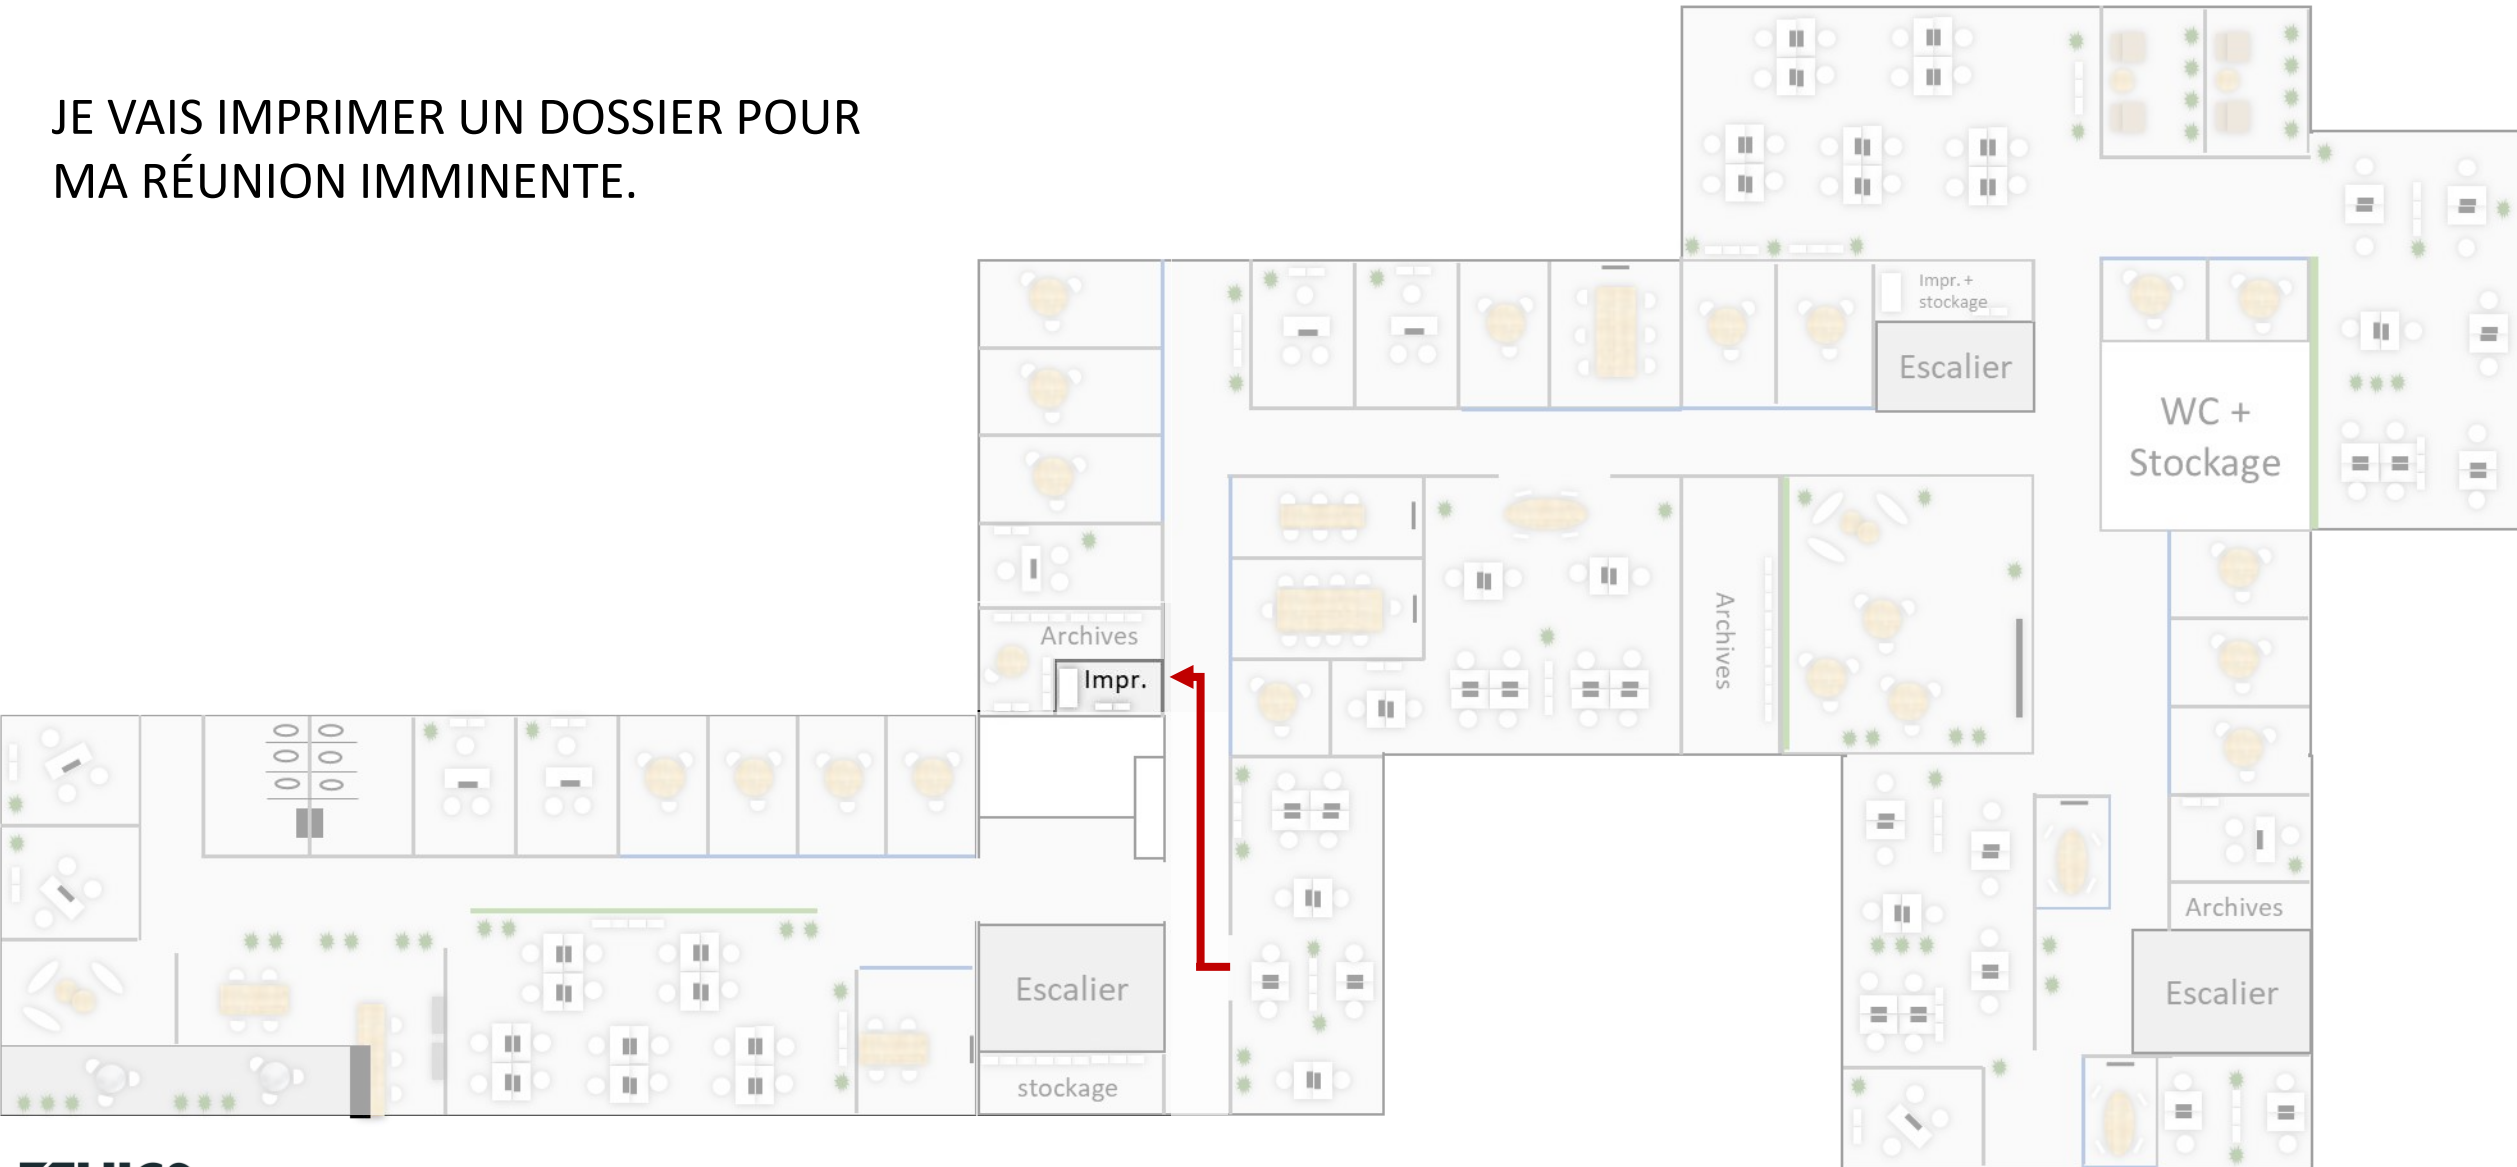 JE VAIS IMPRIMER UN DOSSIER POUR
MA RÉUNION IMMINENTE.
Impr. +
stockage
Escalier
WC +
Stockage
Archives
Impr.
Archives
Archives
Escalier
Escalier
stockage